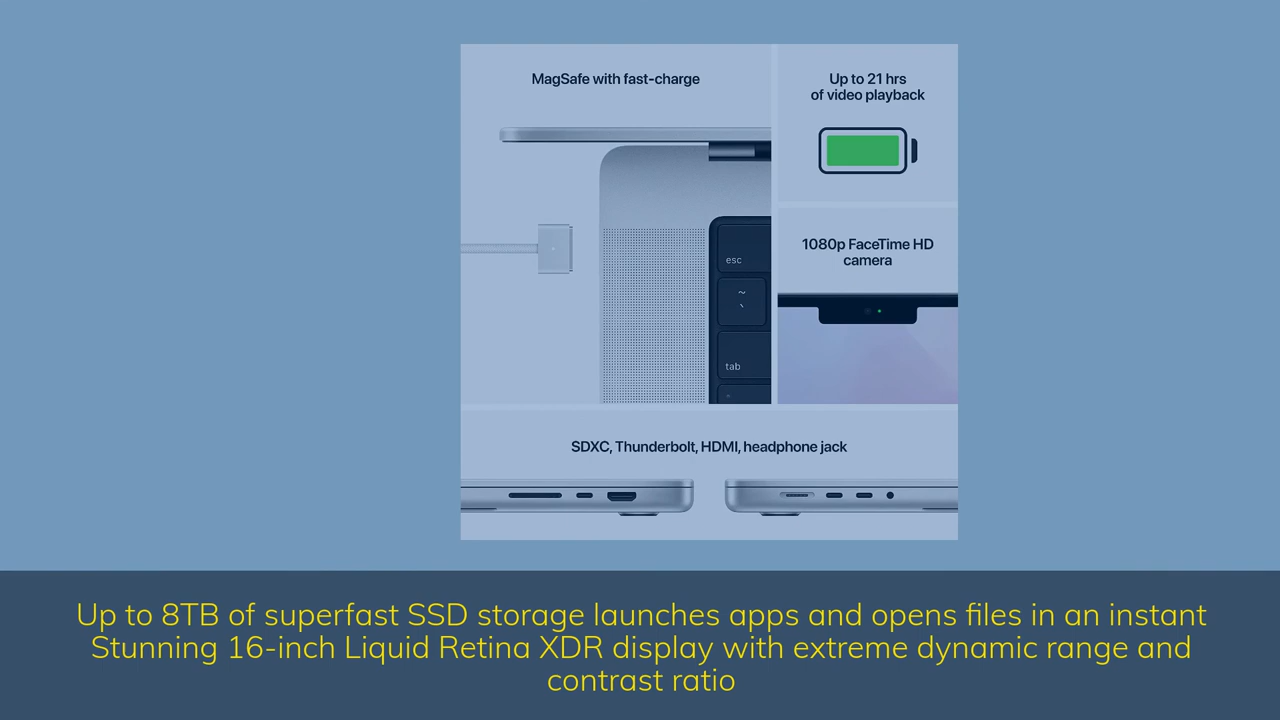 MagSafe with fast-charge
Up to 21 hrs
of video playback
esc
~
`
tab
1080p FaceTime HD
camera
SDXC, Thunderbolt, HDMI, headphone jack
Up to 8TB of superfast SSD storage launches apps and opens files in an instant
Stunning 16-inch Liquid Retina XDR display with extreme dynamic range and
contrast ratio